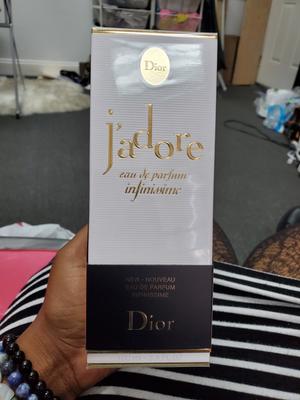 Dior
j'adore
eau de parfum
infinissime
NEW - NOUVEAU
EAU DE PARFUM
INFINISSIME
Dior